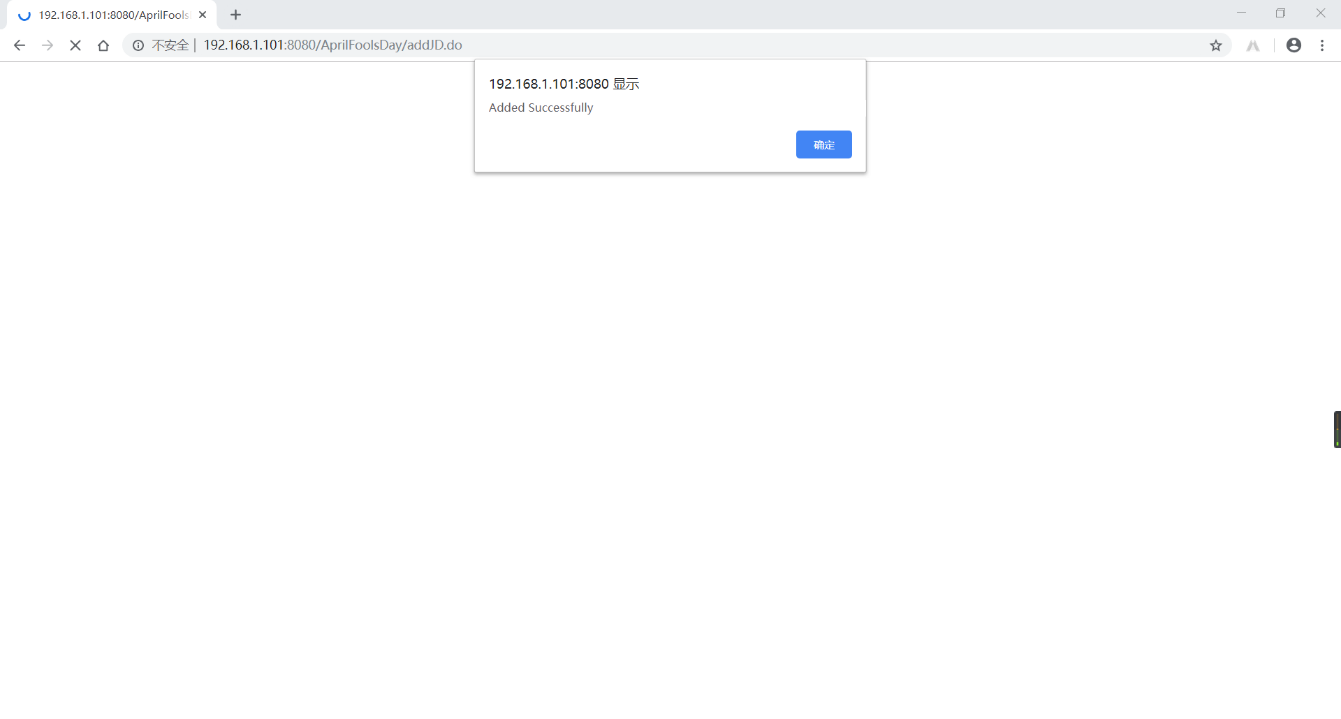 192.168.1.101:8080/AprilFools
不安全 | 192.168.1.101:8080/AprilFoolsDay/addJD.do
192.168.1.101:8080 显示
Added Successfully
确定